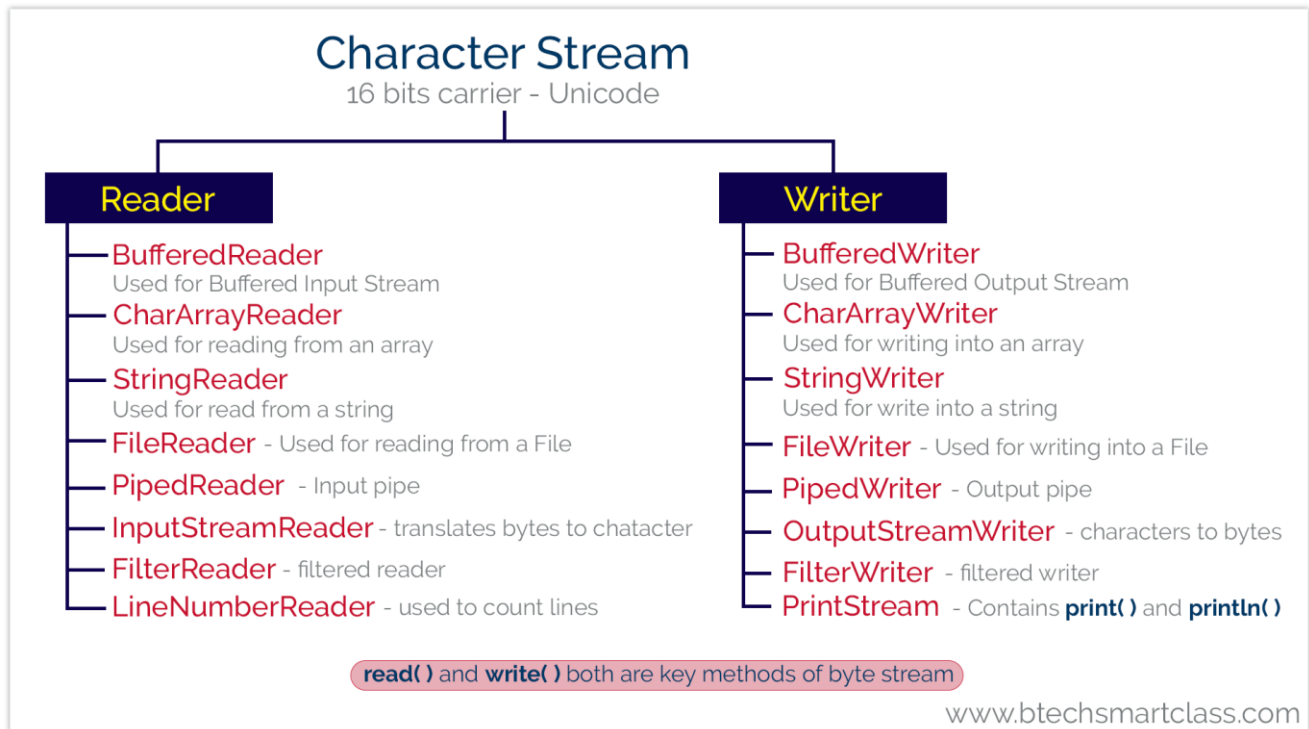 Character Stream
16 bits carrier - Unicode
Reader
BufferedReader
Used for Buffered Input Stream
CharArrayReader
Used for reading from an array
StringReader
Used for read from a string
FileReader - Used for reading from a File
PipedReader - Input pipe
InputStreamReader - translates bytes to chatacter
FilterReader - filtered reader
LineNumberReader - used to count lines
Writer
BufferedWriter
Used for Buffered Output Stream
CharArrayWriter
Used for writing into an array
StringWriter
Used for write into a string
FileWriter - Used for writing into a File
PipedWriter - Output pipe
OutputStreamWriter - characters to bytes
FilterWriter - filtered writer
PrintStream - Contains print( ) and println( )
read( ) and write( ) both are key methods of byte stream
www.btechsmartclass.com